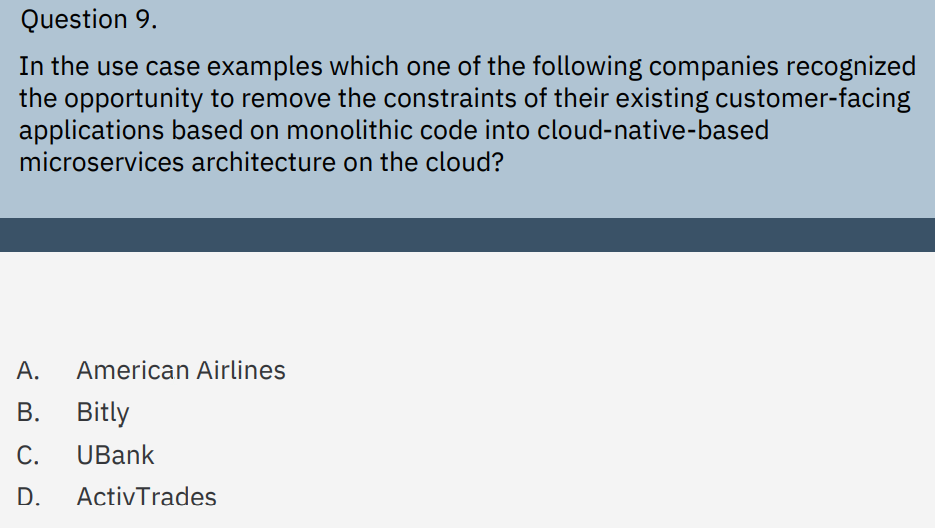 Question 9.
In the use case examples which one of the following companies recognized
the opportunity to remove the constraints of their existing customer-facing
applications based on monolithic code into cloud-native-based
microservices architecture on the cloud?
A. American Airlines
B. Bitly
C. UBank
D. ActivTrades